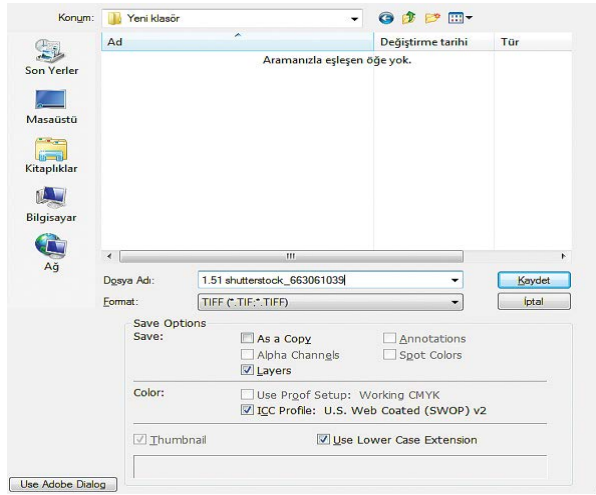 Konum: Yeni klasör
Ad Değiştirme tarihi Tür
Aramanızla eşleşen öğe yok.
Son Yerler
Masaüstü
Kitaplıklar
Bilgisayar
Ağ
Dosya Adı: 1.51 shutterstock_663061039 Kaydet
Format: TIFF (*.TIF;*.TIFF) İptal
Save Options
Save: As a Copy Annotations
Alpha Channels Spot Colors
Layers
Color: Use Proof Setup: Working CMYK
ICC Profile: U.S. Web Coated (SWOP) v2
Thumbnail Use Lower Case Extension
Use Adobe Dialog